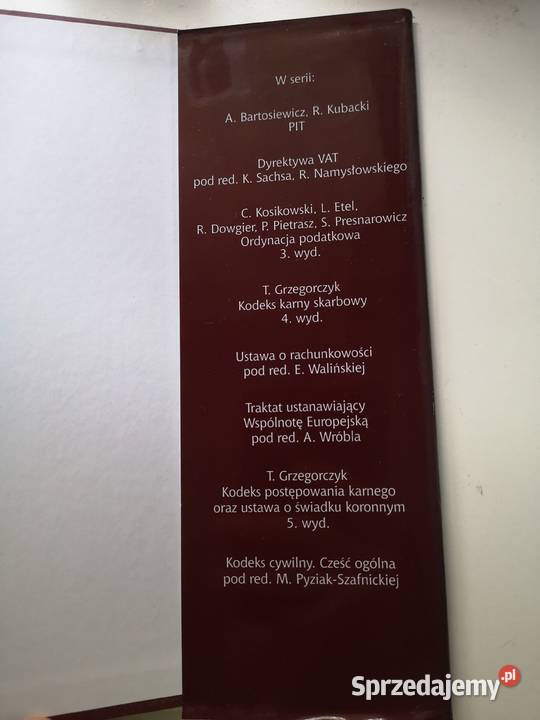 W serii:
A. Bartosiewicz, R. Kubacki
PIT
Dyrektywa VAT
pod red. K. Sachsa, R. Namysłowskiego
C. Kosikowski, L. Etel,
R. Dowgier, P. Pietrasz, S. Presnarowicz
Ordynacja podatkowa
3. wyd.
T. Grzegorczyk
Kodeks karny skarbowy
4. wyd.
Ustawa o rachunkowości
pod red. E. Walińskiej
Traktat ustanawiający
Wspólnotę Europejską
pod red. A. Wróbla
T. Grzegorczyk
Kodeks postępowania karnego
oraz ustawa o świadku koronnym
5. wyd.
Kodeks cywilny. Cześć ogólna
pod red. M. Pyziak-Szafnickiej
Sprzedajemy.pl